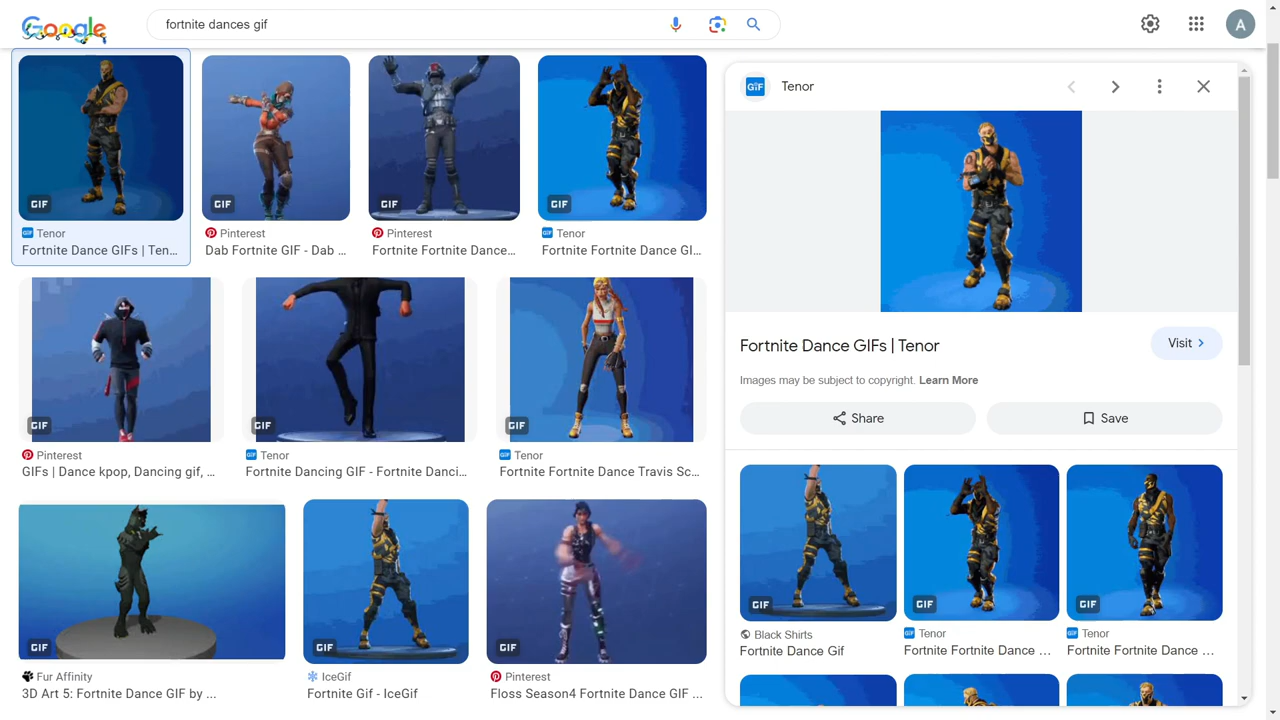 Google
fortnite dances gif
A
GIF
Tenor
Fortnite Dance GIFs | Ten...
GIF
Pinterest
Dab Fortnite GIF - Dab ...
GIF
Pinterest
Fortnite Fortnite Dance...
GIF
Tenor
Fortnite Fortnite Dance GI...
GIF
Pinterest
GIFs | Dance kpop, Dancing gif, ...
GIF
Tenor
Fortnite Dancing GIF - Fortnite Danci...
GIF
Tenor
Fortnite Fortnite Dance Travis Sc...
GIF
Fur Affinity
3D Art 5: Fortnite Dance GIF by ...
GIF
IceGif
Fortnite Gif - IceGif
GIF
Pinterest
Floss Season4 Fortnite Dance GIF ...
GIF
Tenor
Fortnite Dance GIFs | Tenor
Visit
Images may be subject to copyright. Learn More
Share
Save
GIF
Black Shirts
Fortnite Dance Gif
GIF
Tenor
Fortnite Fortnite Dance ...
GIF
Tenor
Fortnite Fortnite Dance ...